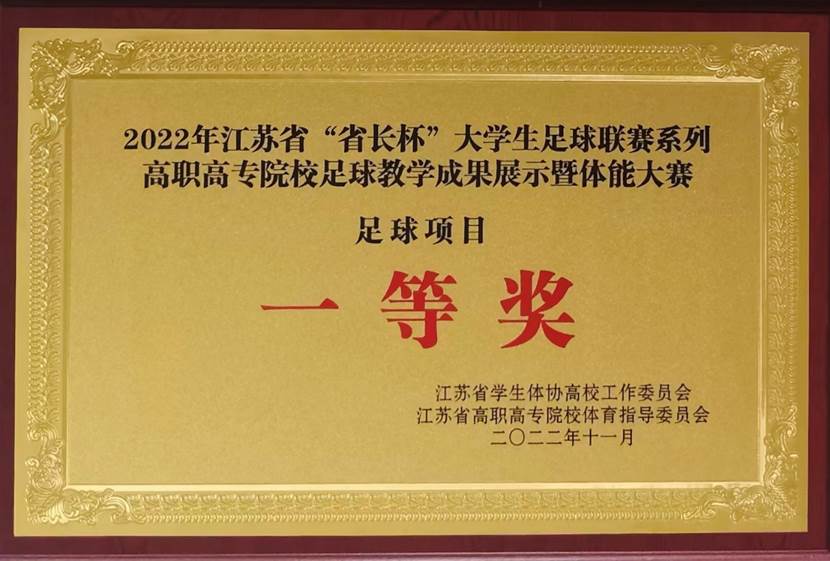 2022年江苏省“省长杯”大学生足球联赛系列
高职高专院校足球教学成果展示暨体能大赛
足球项目
一等奖
江苏省学生体协高校工作委员会
江苏省高职高专院校体育指导委员会
二〇二二年十一月